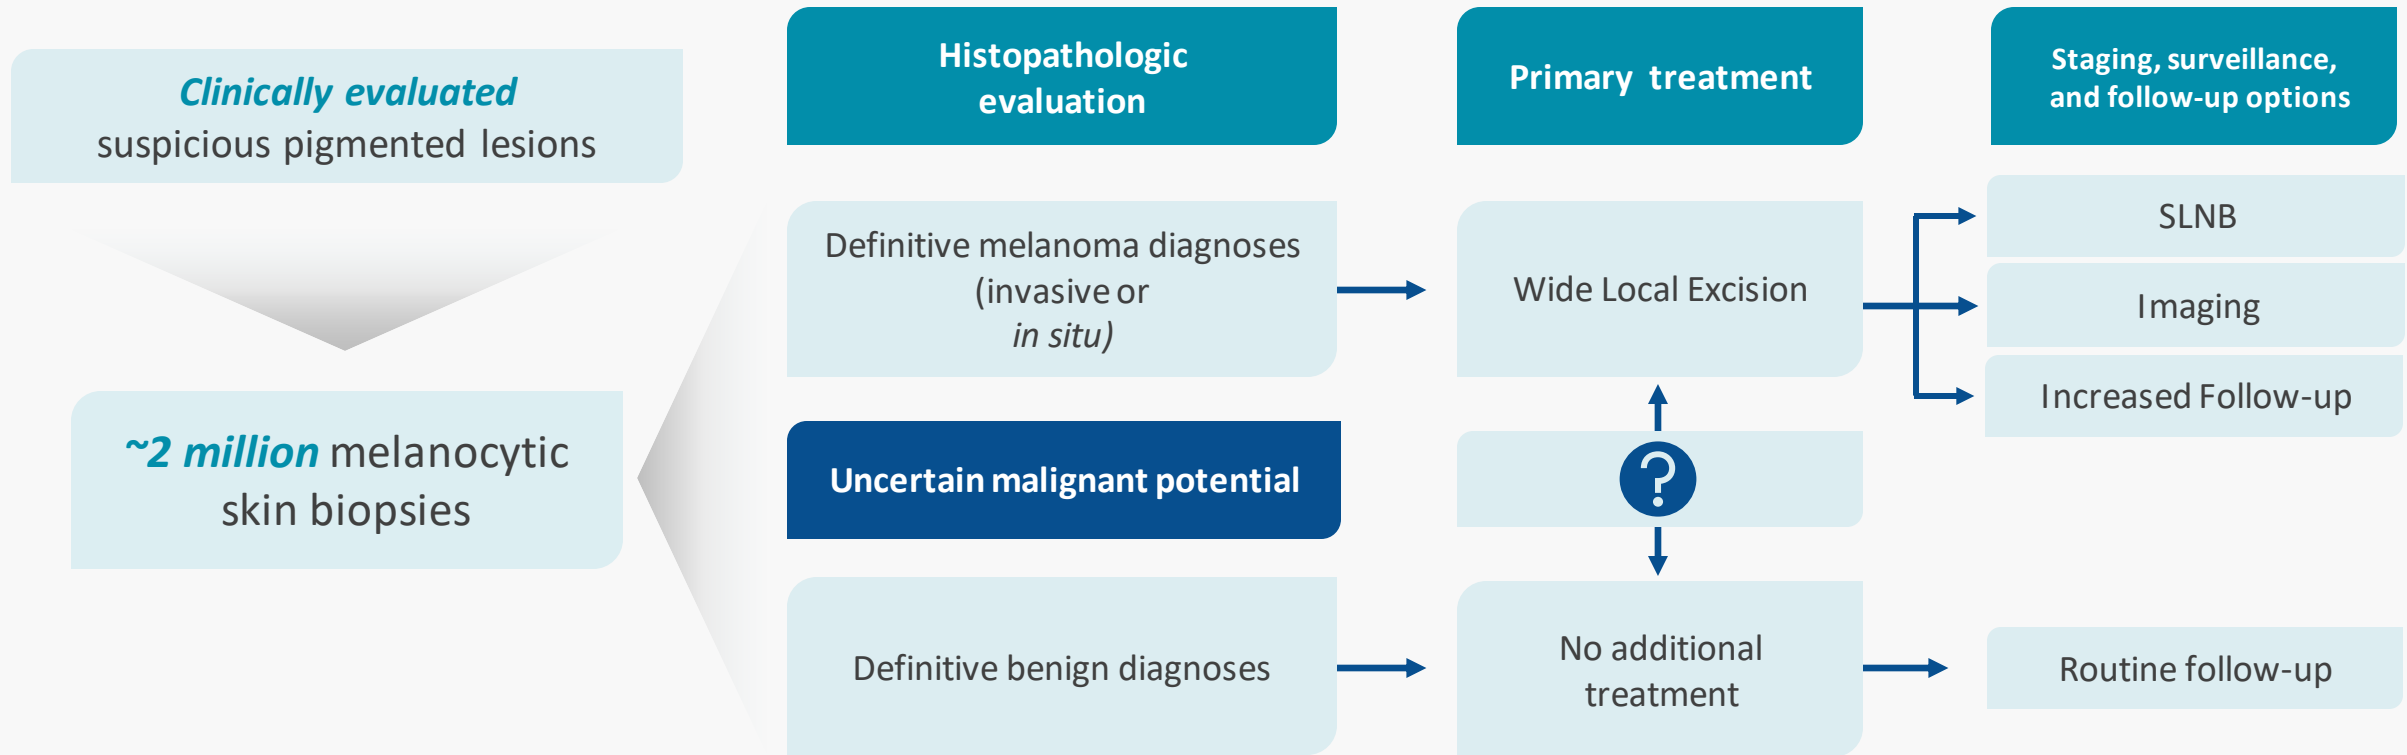 Clinically evaluated
suspicious pigmented lesions
~2 million melanocytic
skin biopsies
Histopathologic
evaluation
Definitive melanoma diagnoses
(invasive or
in situ)
Uncertain malignant potential
Definitive benign diagnoses
Primary treatment
Wide Local Excision
?
No additional
treatment
Staging, surveillance,
and follow-up options
SLNB
Imaging
Increased Follow-up
Routine follow-up